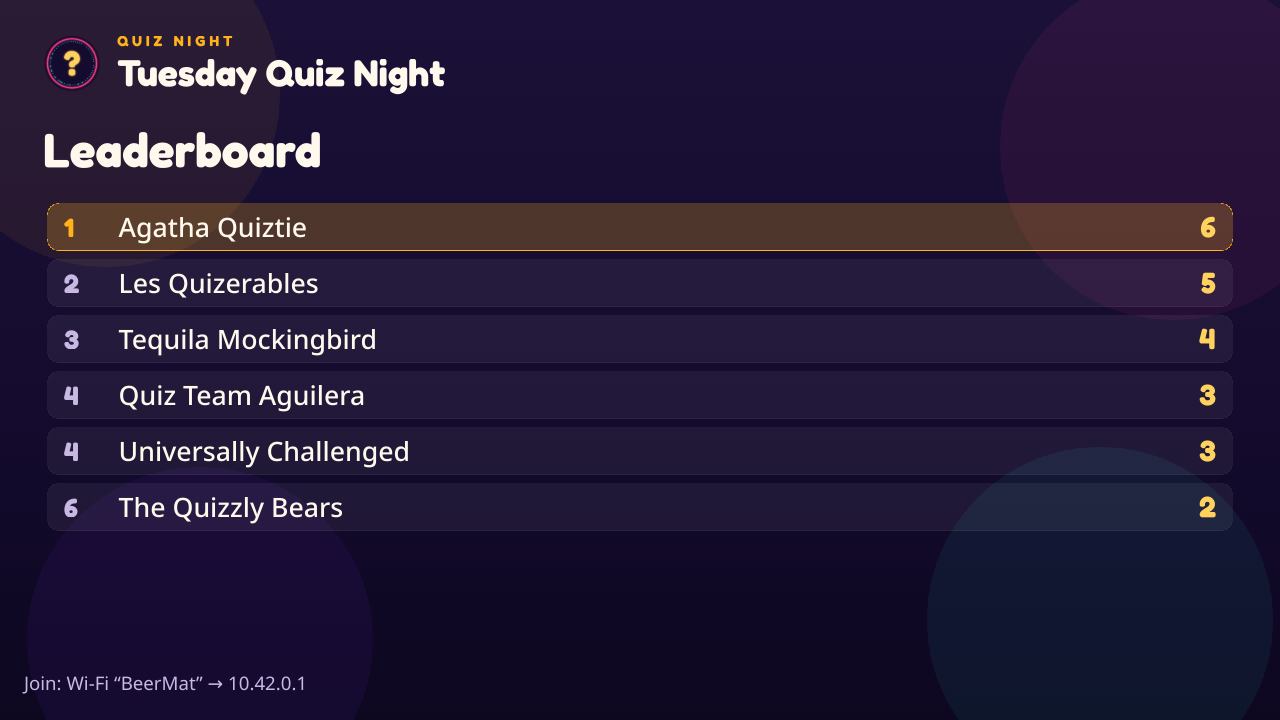 ?
QUIZ NIGHT
Tuesday Quiz Night
Leaderboard
1 Agatha Quiztie 6
2 Les Quizerables 5
3 Tequila Mockingbird 4
4 Quiz Team Aguilera 3
4 Universally Challenged 3
6 The Quizzly Bears 2
Join: Wi-Fi “BeerMat” → 10.42.0.1